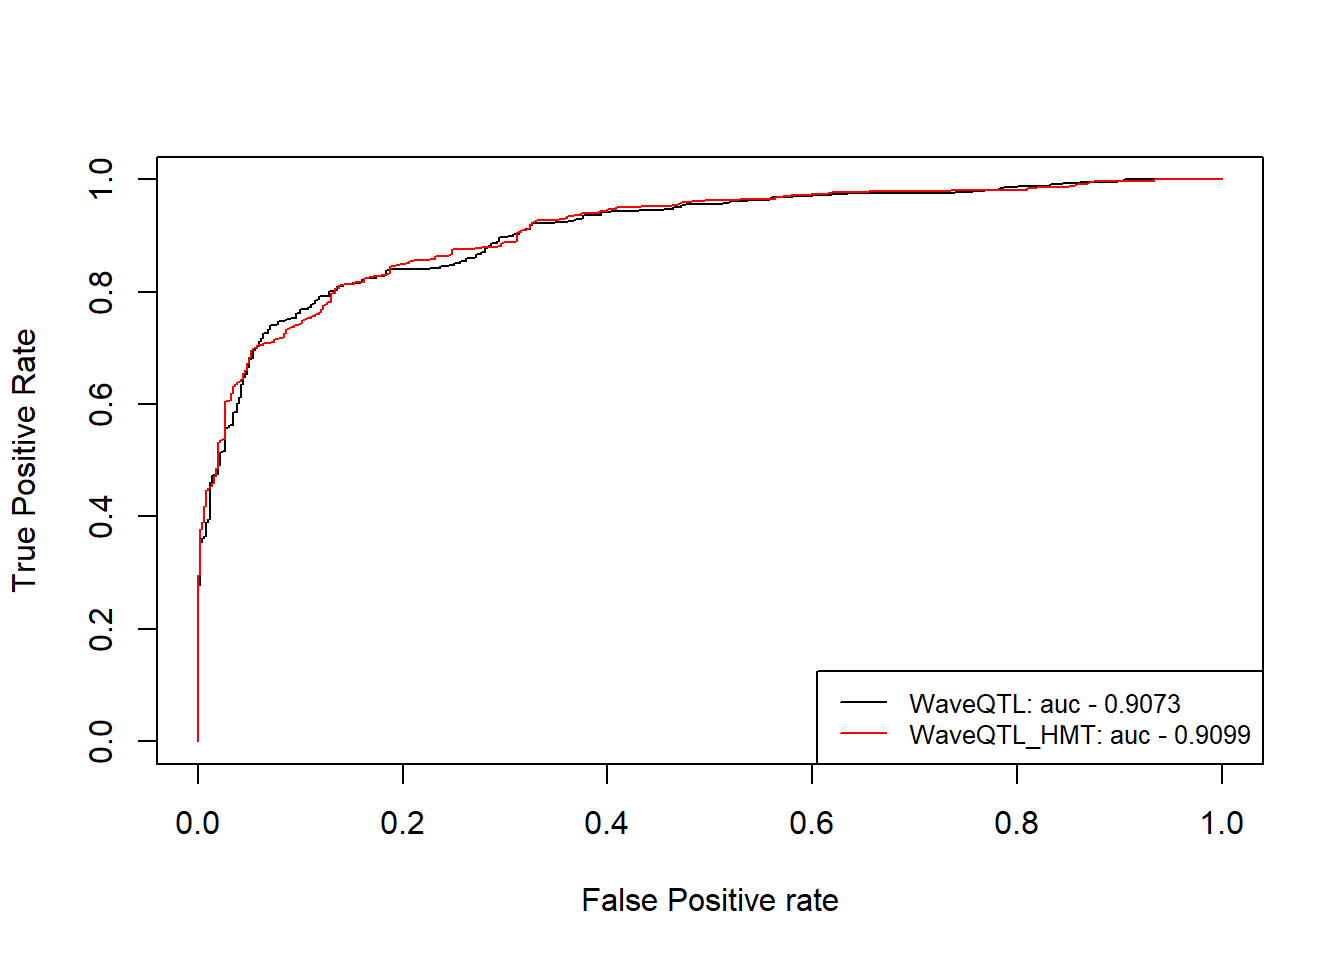 True Positive Rate
1.0
0.8
0.6
0.4
0.2
0.0
WaveQTL: auc - 0.9073
WaveQTL_HMT: auc - 0.9099
0.0 0.2 0.4 0.6 0.8 1.0
False Positive rate